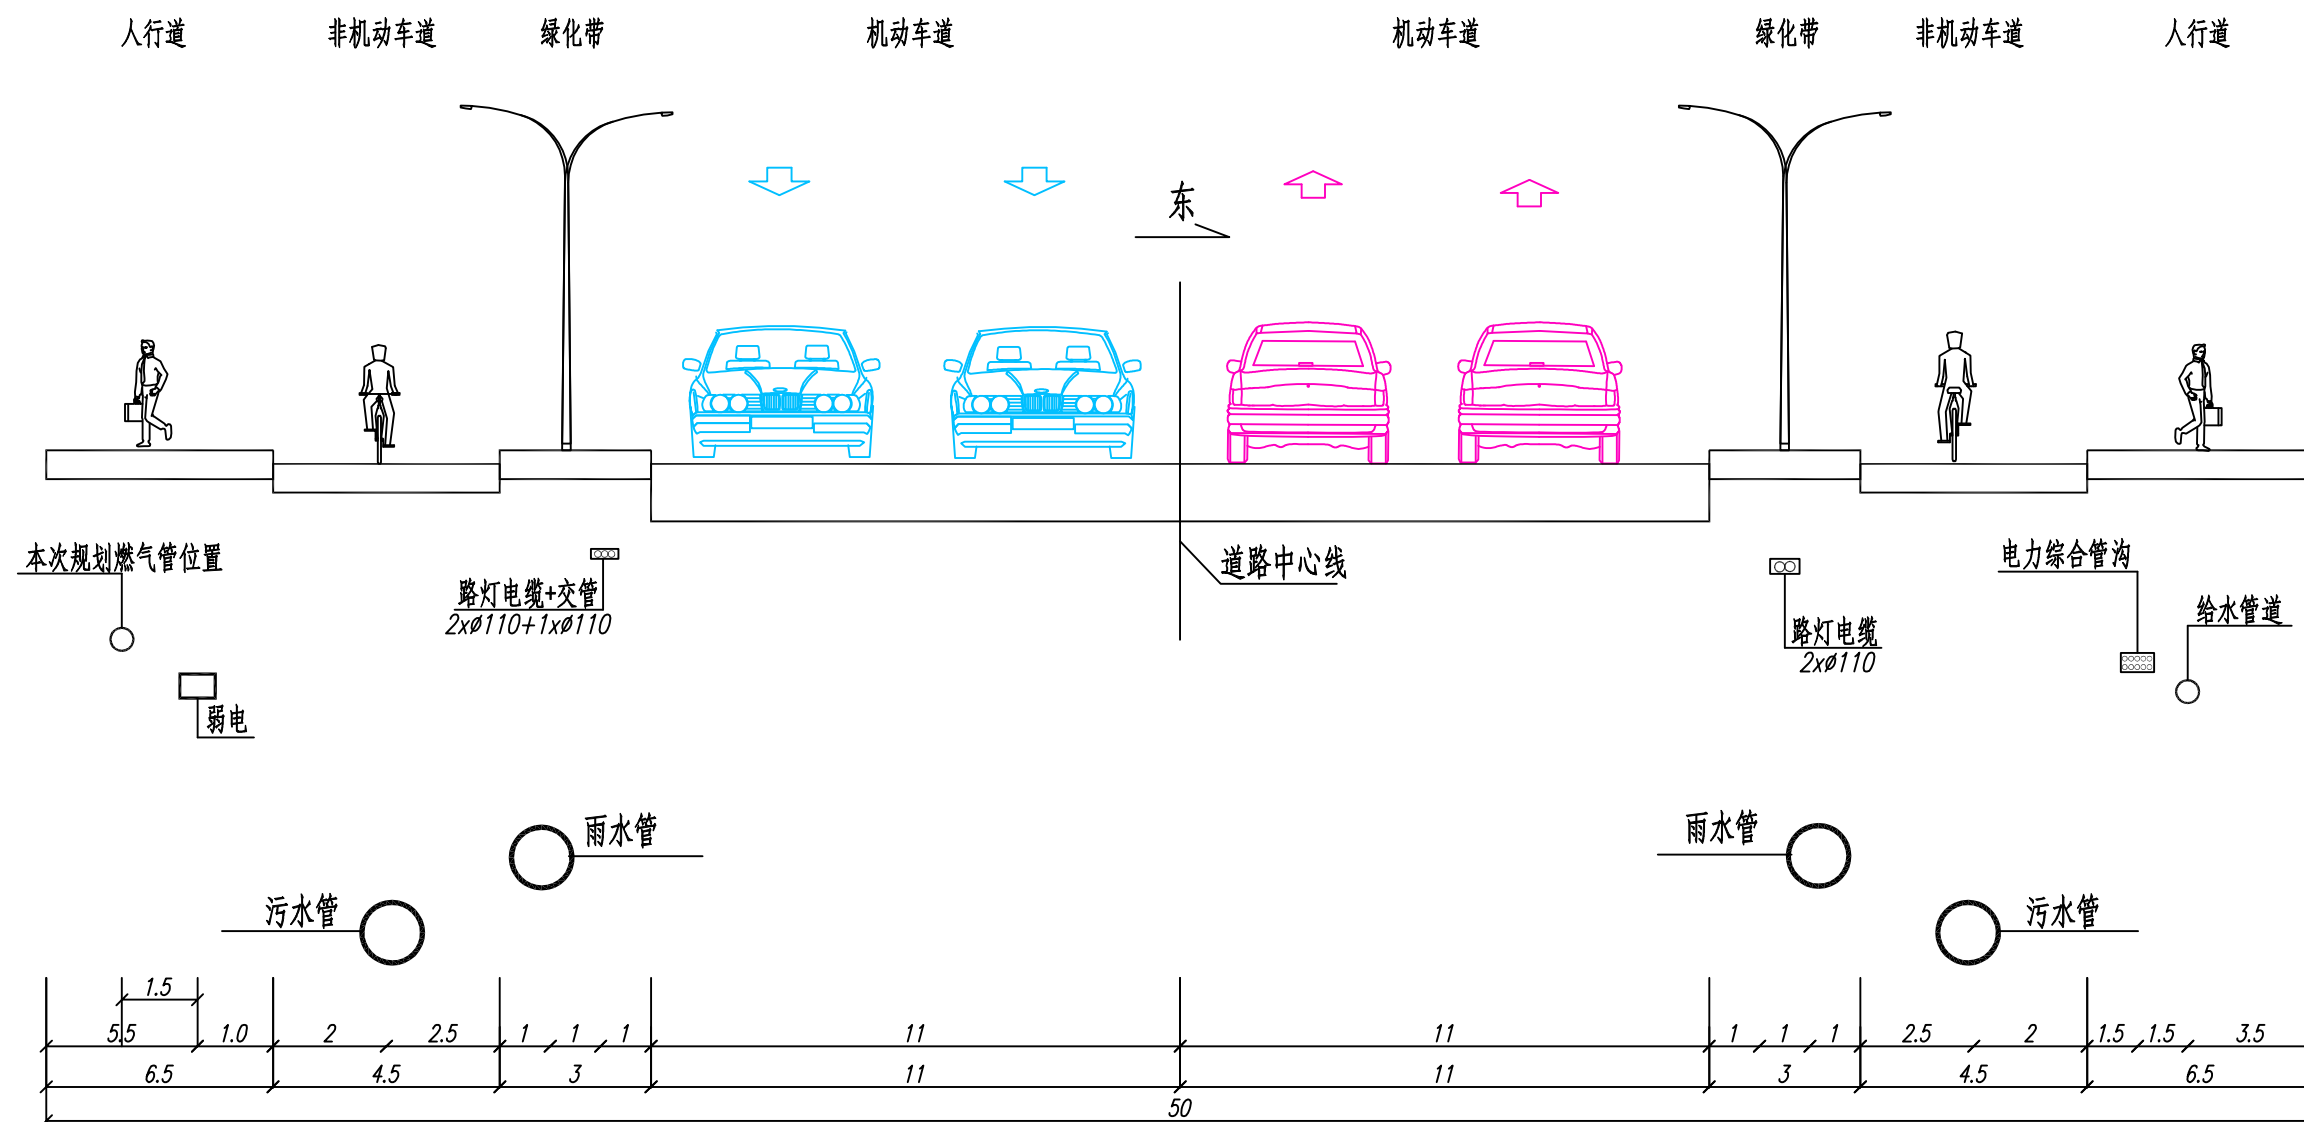 人行道
非机动车道
绿化带
机动车道
机动车道
绿化带
非机动车道
人行道
东
本次规划燃气管位置
路灯电缆+交管
2xø110+1xø110
道路中心线
路灯电缆
2xø110
电力综合管沟
给水管道
弱电
雨水管
雨水管
污水管
污水管
1.5
5.5
1.0
2
2.5
1
1
1
11
11
1
1
1
2.5
2
1.5
1.5
3.5
6.5
4.5
3
11
11
3
4.5
6.5
50